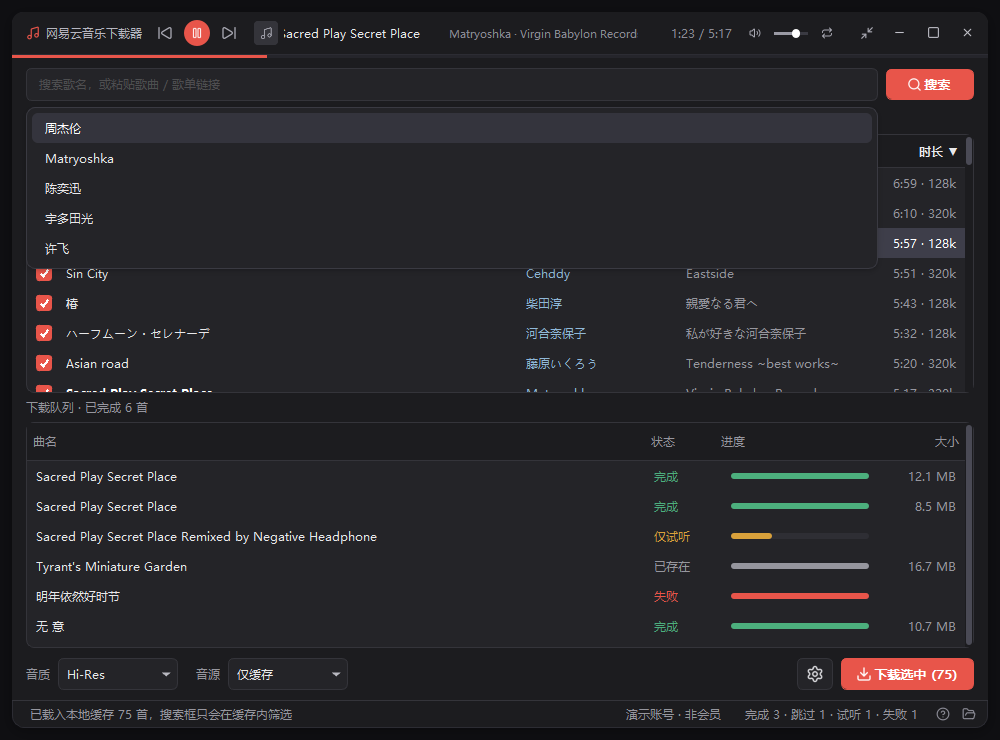 网易云音乐下载器
Sacred Play Secret Place
Matryoshka · Virgin Babylon Record
1:23 / 5:17
搜索歌名，或粘贴歌曲 / 歌单链接
搜索
周杰伦
Matryoshka
陈奕迅
宇多田光
许飞
时长 ▼
6:59 · 128k
6:10 · 320k
5:57 · 128k
Sin City Cehddy Eastside 5:51 · 320k
椿 柴田淳 親愛なる君へ 5:43 · 128k
ハーフムーン・セレナーデ 河合奈保子 私が好きな河合奈保子 5:32 · 128k
Asian road 藤原いくろう Tenderness ~best works~ 5:20 · 320k
Sacred Play Secret Place Matryoshka Virgin Babylon Record 5:17 · 320k
下载队列 · 已完成 6 首
曲名 状态 进度 大小
Sacred Play Secret Place 完成 12.1 MB
Sacred Play Secret Place 完成 8.5 MB
Sacred Play Secret Place Remixed by Negative Headphone 仅试听
Tyrant's Miniature Garden 已存在 16.7 MB
明年依然好时节 失败
无 意 完成 10.7 MB
音质 Hi-Res 音源 仅缓存 下载选中 (75)
已载入本地缓存 75 首，搜索框只会在缓存内筛选 演示账号 · 非会员 完成 3 · 跳过 1 · 试听 1 · 失败 1